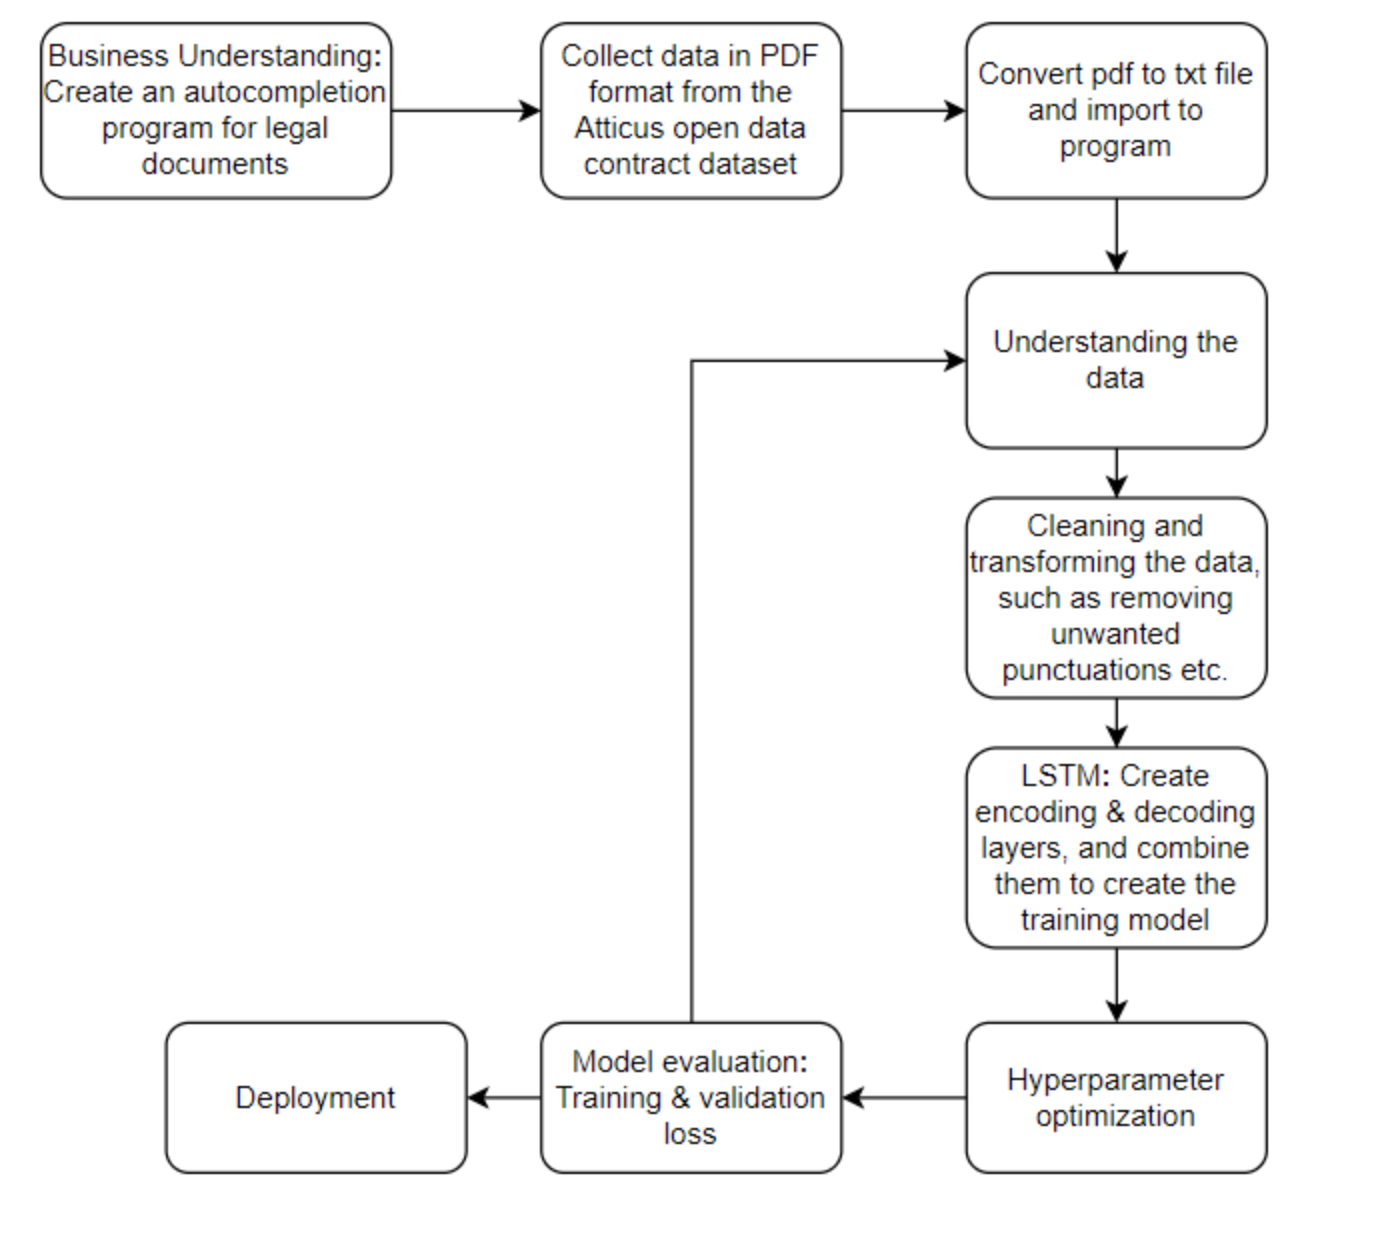 Business Understanding:
Create an autocompletion
program for legal
documents
Collect data in PDF
format from the
Atticus open data
contract dataset
Convert pdf to txt file
and import to
program
Understanding the
data
Cleaning and
transforming the data,
such as removing
unwanted
punctuations etc.
LSTM: Create
encoding & decoding
layers, and combine
them to create the
training model
Hyperparameter
optimization
Model evaluation:
Training & validation
loss
Deployment